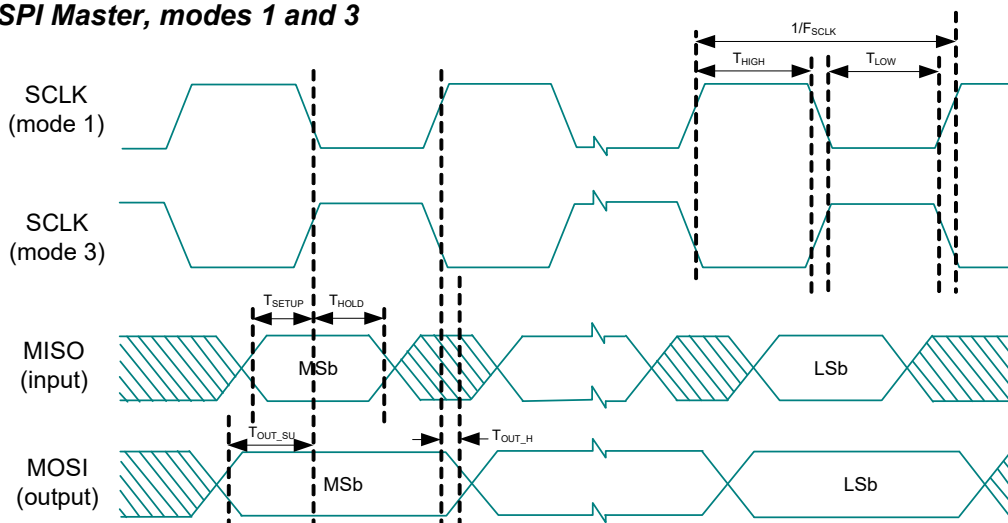 SPI Master, modes 1 and 3
1/FSCLK
THIGH
TLOW
SCLK
(mode 1)
SCLK
(mode 3)
TSETUP
THOLD
MISO
(input)
MSb
LSb
TOUT_SU
TOUT_H
MOSI
(output)
MSb
LSb